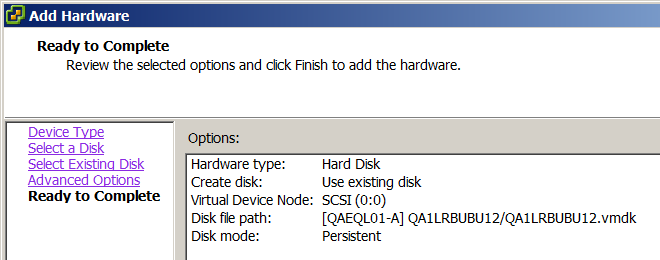 Add Hardware
Ready to Complete
Review the selected options and click Finish to add the hardware.
Device Type
Select a Disk
Select Existing Disk
Advanced Options
Ready to Complete
Options:
Hardware type: Hard Disk
Create disk: Use existing disk
Virtual Device Node: SCSI (0:0)
Disk file path: [QAEQL01-A] QA1LRBUBU12/QA1LRBUBU12.vmdk
Disk mode: Persistent